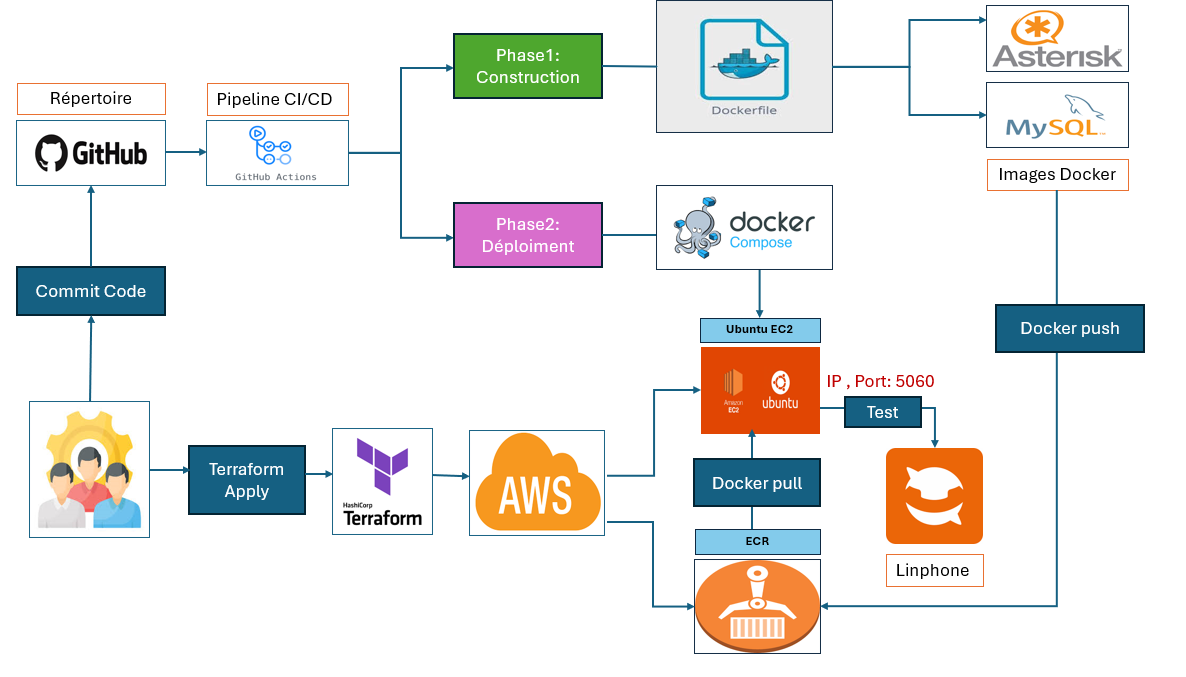 Répertoire
GitHub
Pipeline CI/CD
GitHub Actions
Phase1:
Construction
Dockerfile
Asterisk
MySQL
Images Docker
Phase2:
Déploiment
docker
Compose
Commit Code
Docker push
Ubuntu EC2
Amazon
EC2
ubuntu
IP , Port: 5060
Test
Terraform
Apply
HashiCorp
Terraform
AWS
Docker pull
ECR
Linphone